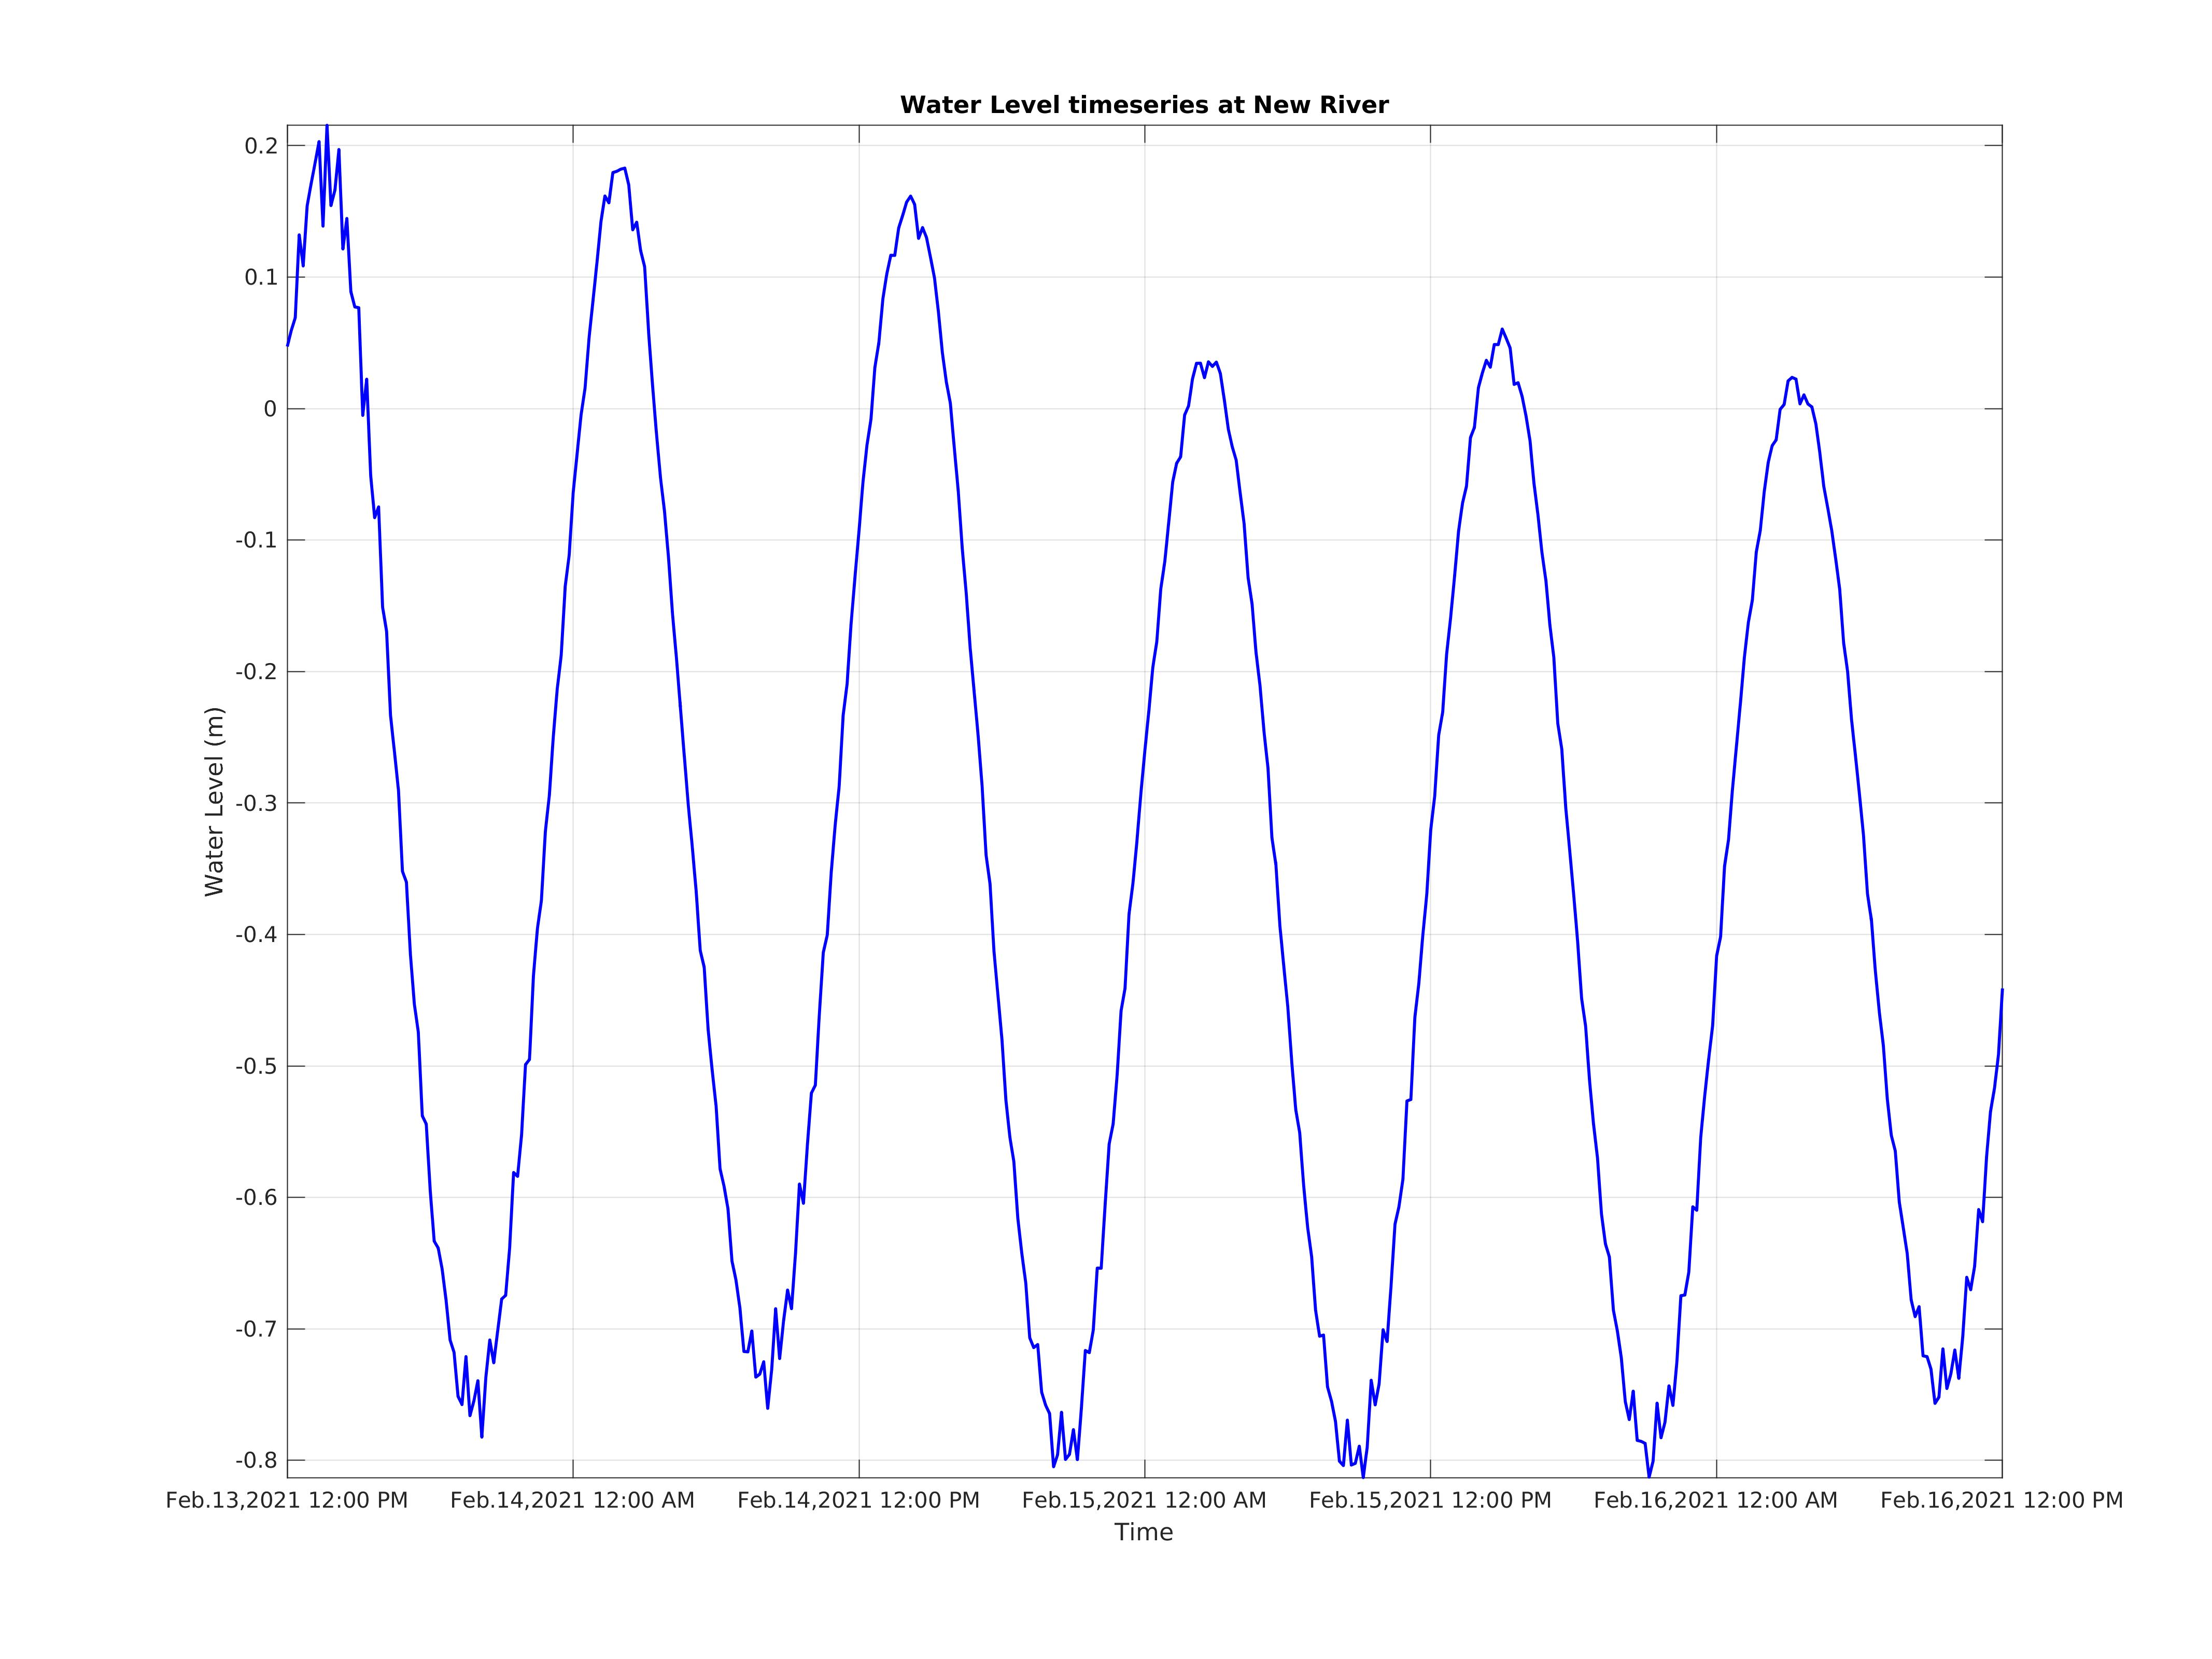 Water Level timeseries at New River
0.2
0.1
0
-0.1
-0.2
-0.3
-0.4
-0.5
-0.6
-0.7
-0.8
Water Level (m)
Feb.13,2021 12:00 PM Feb.14,2021 12:00 AM Feb.14,2021 12:00 PM Feb.15,2021 12:00 AM Feb.15,2021 12:00 PM Feb.16,2021 12:00 AM Feb.16,2021 12:00 PM
Time